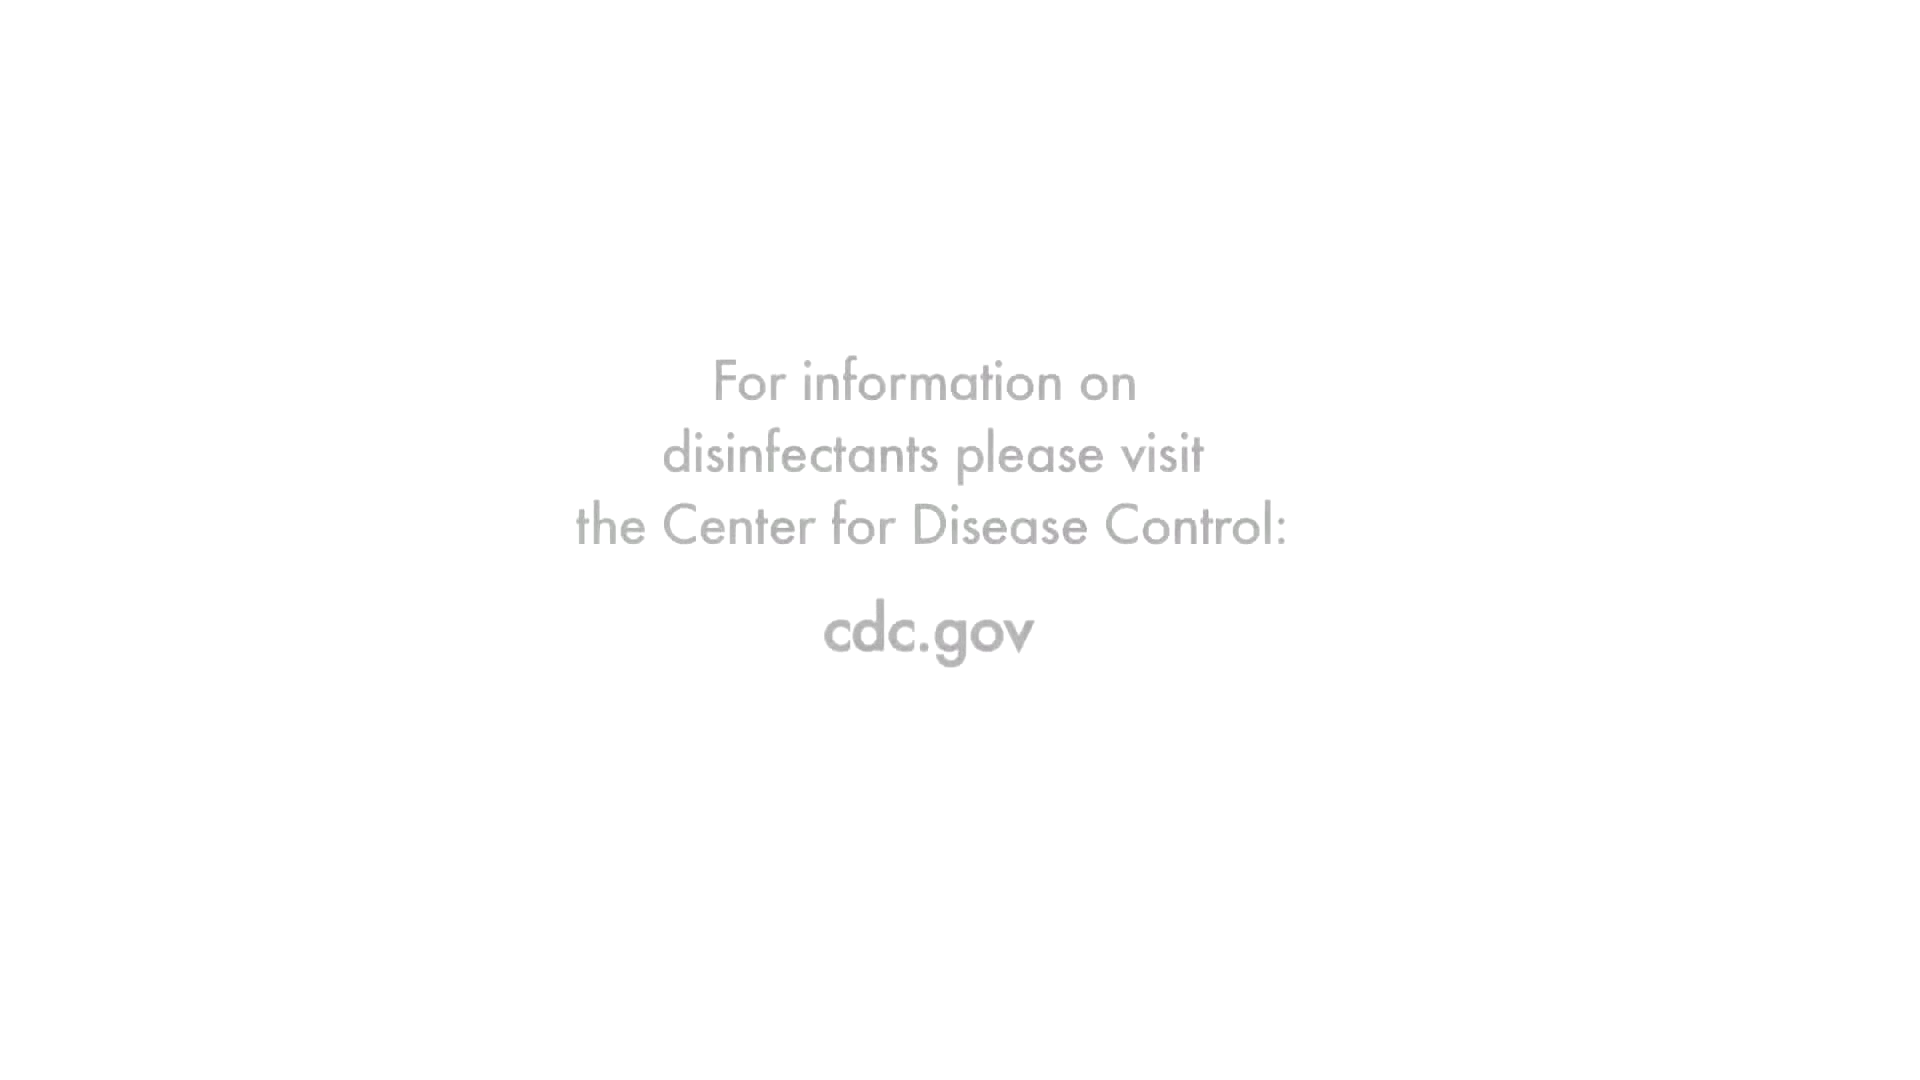 For information on
disinfectants please visit
the Center for Disease Control:
cdc.gov